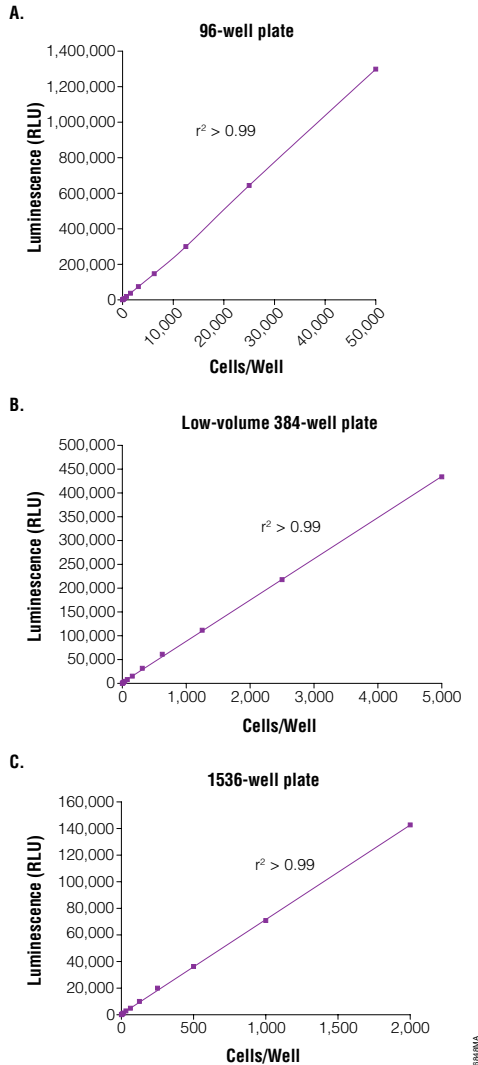 A.
96-well plate
1,400,000
1,200,000
1,000,000
800,000
600,000
400,000
200,000
0
Luminescence (RLU)
r² > 0.99
0
10,000
20,000
30,000
40,000
50,000
Cells/Well
B.
Low-volume 384-well plate
500,000
450,000
400,000
350,000
300,000
250,000
200,000
150,000
100,000
50,000
0
Luminescence (RLU)
r² > 0.99
0 1,000 2,000 3,000 4,000 5,000
Cells/Well
C.
1536-well plate
160,000
140,000
120,000
100,000
80,000
60,000
40,000
20,000
0
Luminescence (RLU)
r² > 0.99
0 500 1,000 1,500 2,000
Cells/Well